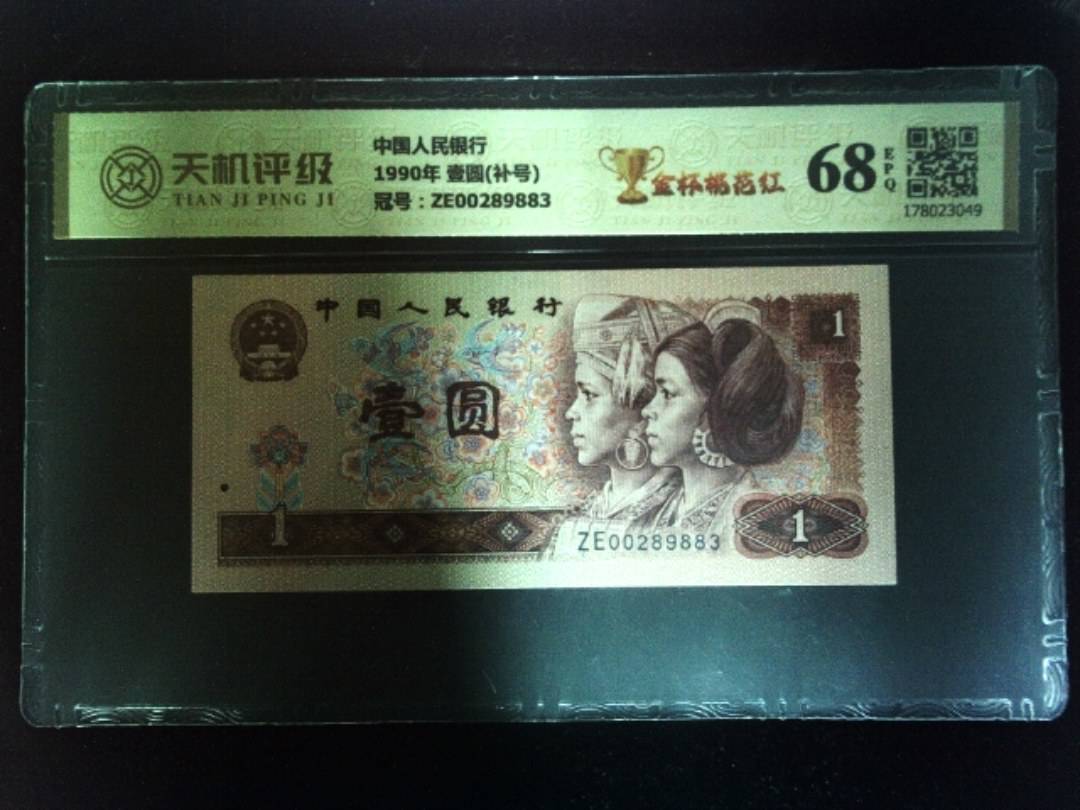 天机评级
TIAN JI PING JI
中国人民银行
1990年 壹圆(补号)
冠号：ZE00289883
金杯桃花红
68
EPQ
178023049
中国人民银行
1
壹圆
1
ZE00289883
1